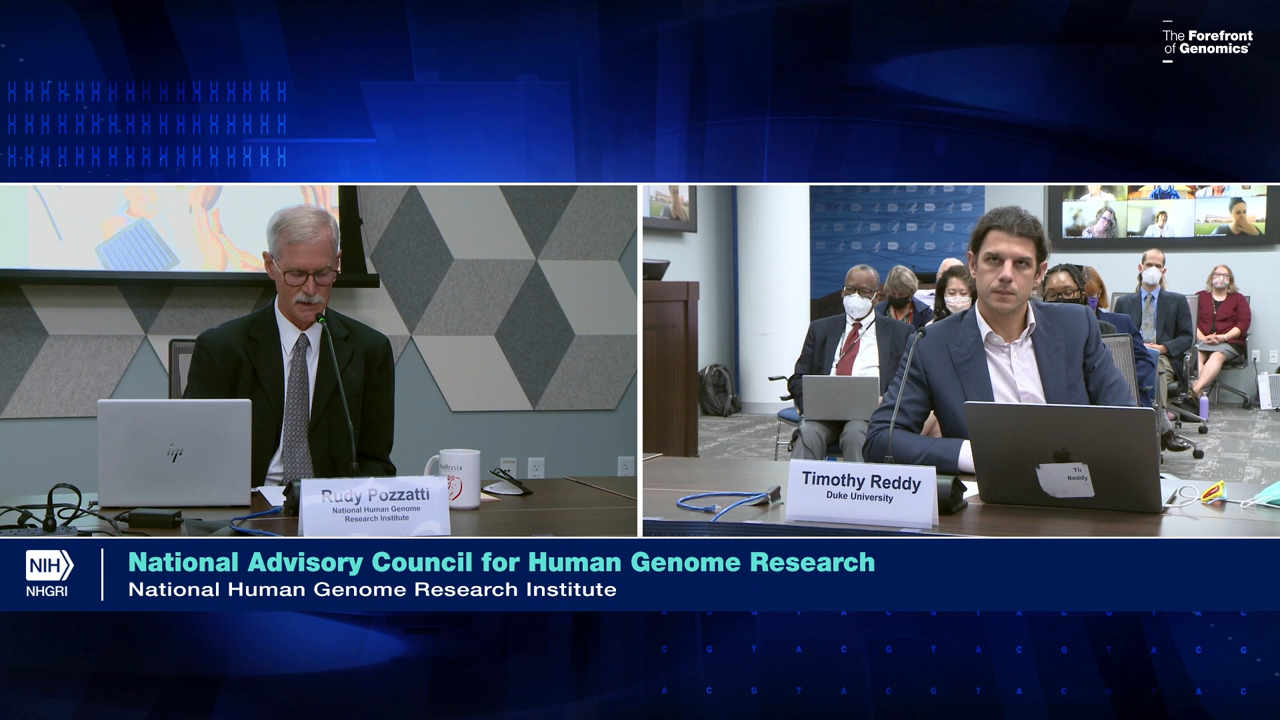 The Forefront
of Genomics®
hp
Rudy Pozzatti
National Human Genome
Research Institute
Timothy Reddy
Duke University
Reddy
NIH
NHGRI
National Advisory Council for Human Genome Research
National Human Genome Research Institute
C G T A C G T A C G T A C G
A C G T A C G T A C G T A C